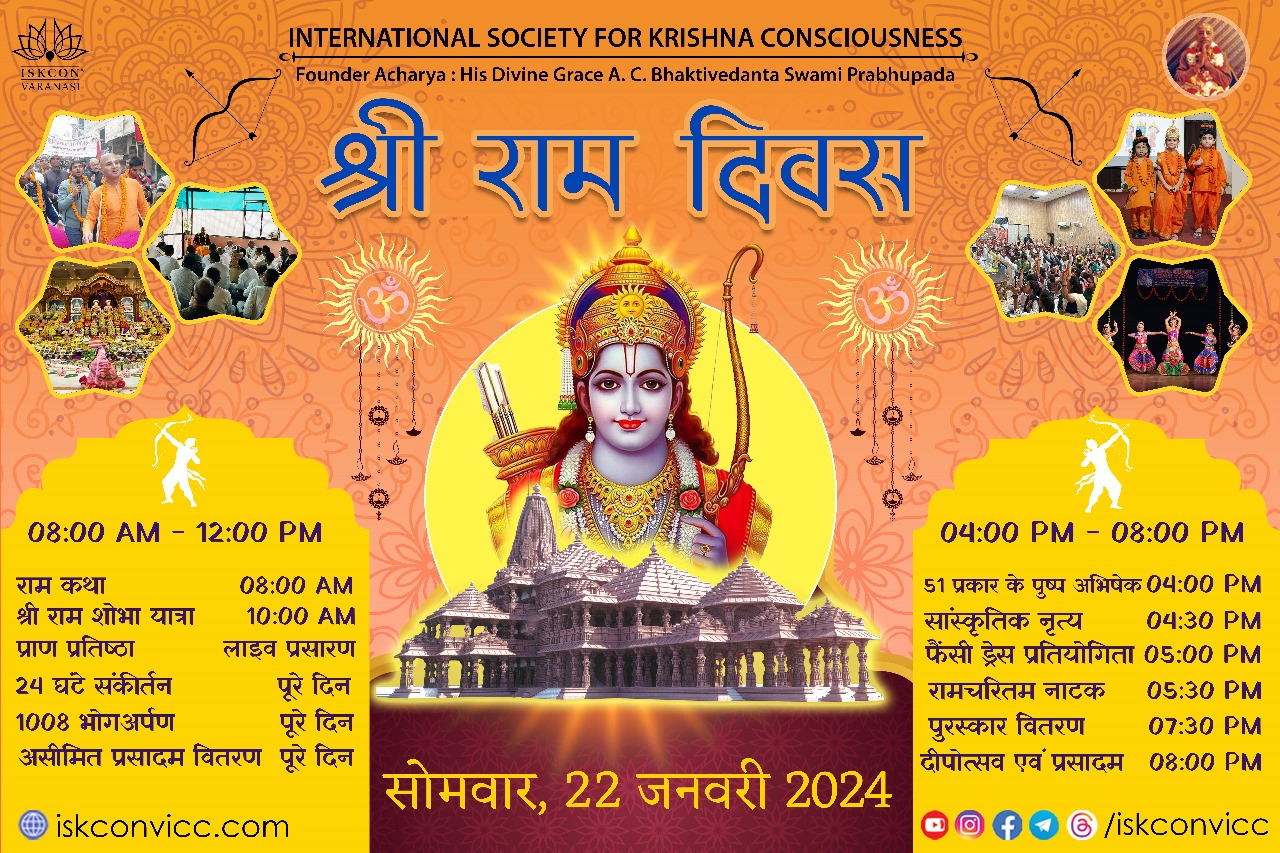 ISKCON
VARANASI
INTERNATIONAL SOCIETY FOR KRISHNA CONSCIOUSNESS
Founder Acharya : His Divine Grace A. C. Bhaktivedanta Swami Prabhupada
श्री राम दिवस
08:00 AM - 12:00 PM
राम कथा 08:00 AM
श्री राम शोभा यात्रा 10:00 AM
प्राण प्रतिष्ठा लाइव प्रसारण
24 घंटे संकीर्तन पूरे दिन
1008 भोगअर्पण पूरे दिन
असीमित प्रसादम वितरण पूरे दिन
iskconvicc.com
सोमवार, 22 जनवरी 2024
04:00 PM - 08:00 PM
51 प्रकार के पुष्प अभिषेक 04:00 PM
सांस्कृतिक नृत्य 04:30 PM
फैंसी ड्रेस प्रतियोगिता 05:00 PM
रामचरितम नाटक 05:30 PM
पुरस्कार वितरण 07:30 PM
दीपोत्सव एवं प्रसादम 08:00 PM
/iskconvicc